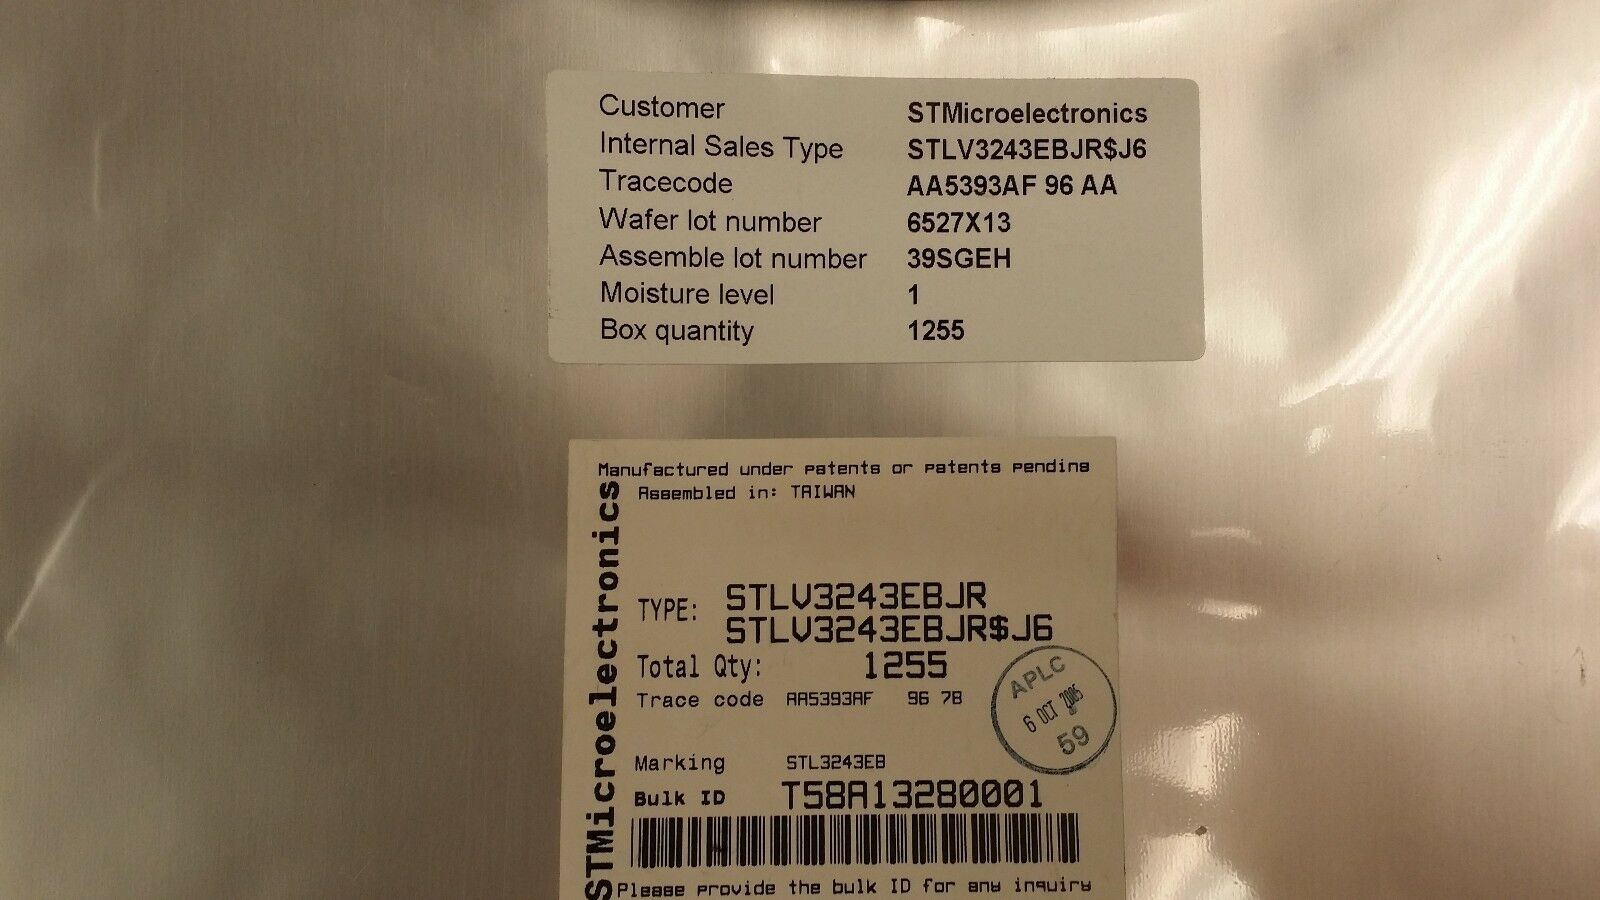 Customer STMicroelectronics
Internal Sales Type STLV3243EBJR$J6
Tracecode AA5393AF 96 AA
Wafer lot number 6527X13
Assemble lot number 39SGEH
Moisture level 1
Box quantity 1255
Manufactured under patents or patents pending
Assembled in: TAIWAN
STMicroelectronics
TYPE: STLV3243EBJR
STLV3243EBJR$J6
Total Qty: 1255
Trace code AA5393AF 96 7B
APLC
6 OCT 2005
59
Marking STL3243EB
Bulk ID T58A13280001
Please provide the bulk ID for any inquiry